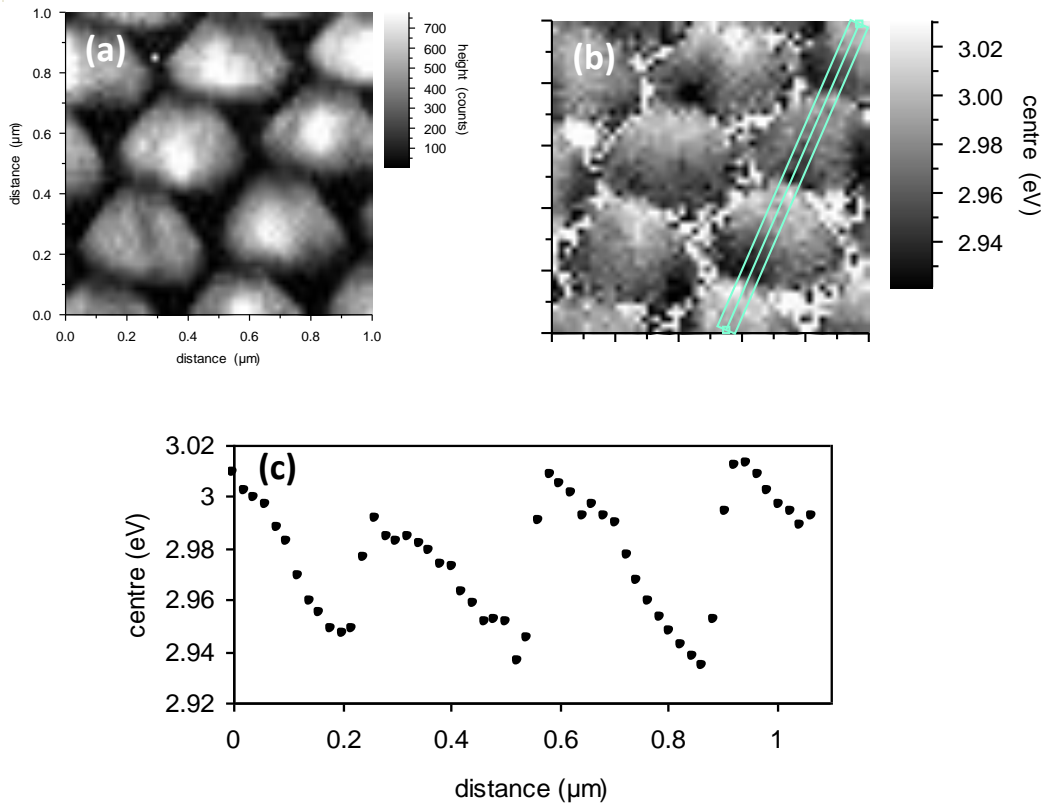 (a)
1.0
0.8
0.6
0.4
0.2
0.0
distance (µm)
0.0 0.2 0.4 0.6 0.8 1.0
distance (µm)
700
600
500
400
300
200
100
height (counts)
(b)
3.02
3.00
2.98
2.96
2.94
centre (eV)
(c)
3.02
3
2.98
2.96
2.94
2.92
centre (eV)
0 0.2 0.4 0.6 0.8 1
distance (µm)